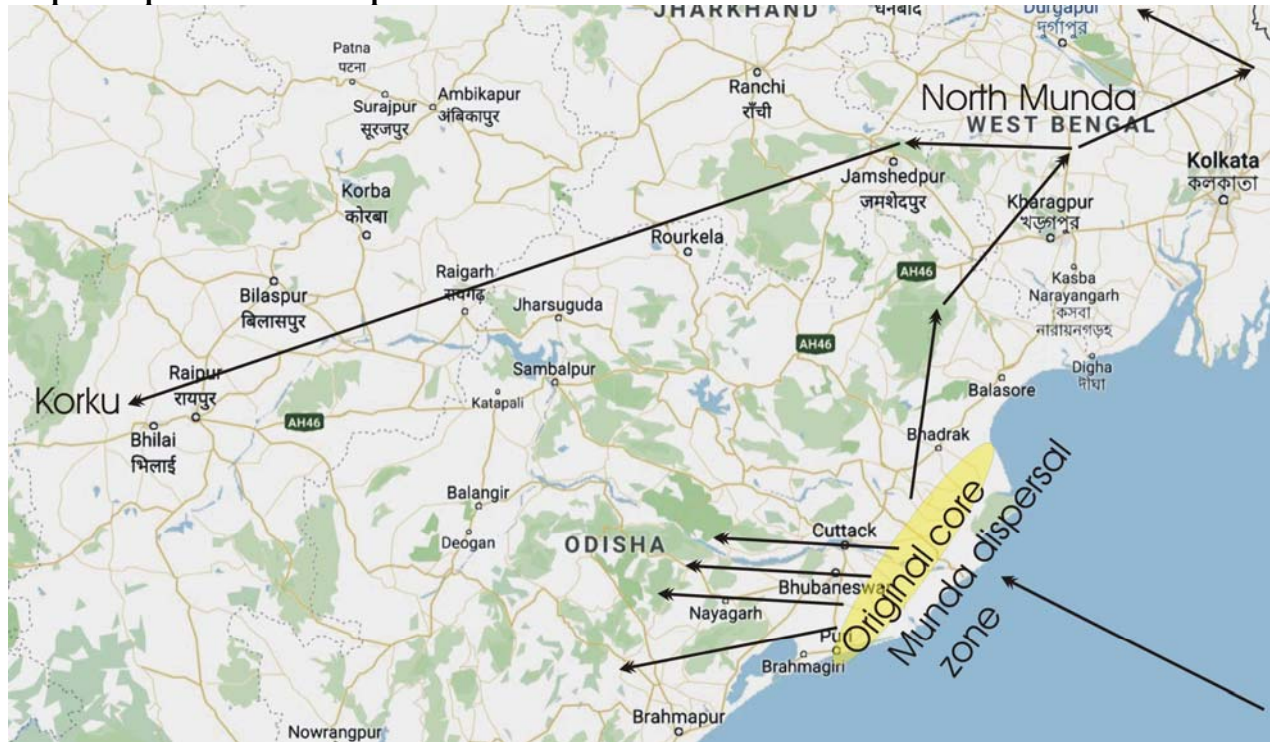 JHARKHAND
धनबाद
Durgapur
দুর্গাপুর
Patna
पटना
Surajpur
सूरजपुर
Ambikapur
अंबिकापुर
Ranchi
राँची
North Munda
WEST BENGAL
Kolkata
কলকাতা
Jamshedpur
जमशेदपुर
Korba
कोरबा
Kharagpur
খড়্গপুর
Rourkela
AH46
Raigarh
रायगढ़
Kasba
Narayangarh
কসবা
নারায়নগড়হ
Bilaspur
बिलासपुर
Jharsuguda
AH46
Digha
দীঘা
Sambalpur
Balasore
Raipur
रायपुर
Korku
Katapali
AH46
Bhilai
भिलाई
Bhadrak
Balangir
Deogan
ODISHA
Cuttack
Bhubaneswar
Nayagarh
Original core
Munda dispersal
zone
Puri
Brahmagiri
Brahmapur
Nowrangpur